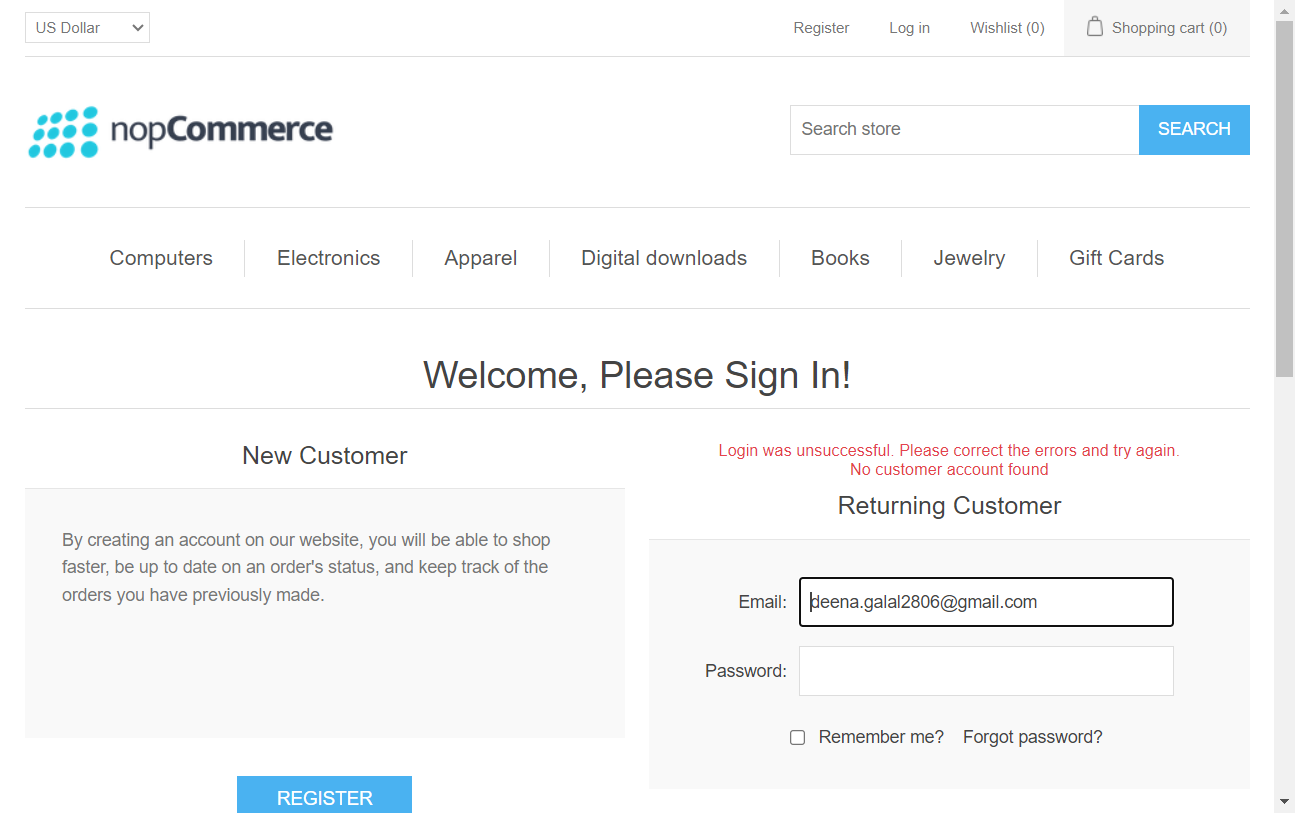 US Dollar
Register
Log in
Wishlist (0)
Shopping cart (0)
nopCommerce
Search store
SEARCH
Computers
Electronics
Apparel
Digital downloads
Books
Jewelry
Gift Cards
Welcome, Please Sign In!
New Customer
By creating an account on our website, you will be able to shop
faster, be up to date on an order's status, and keep track of the
orders you have previously made.
REGISTER
Login was unsuccessful. Please correct the errors and try again.
No customer account found
Returning Customer
Email:
deena.galal2806@gmail.com
Password:
Remember me?
Forgot password?